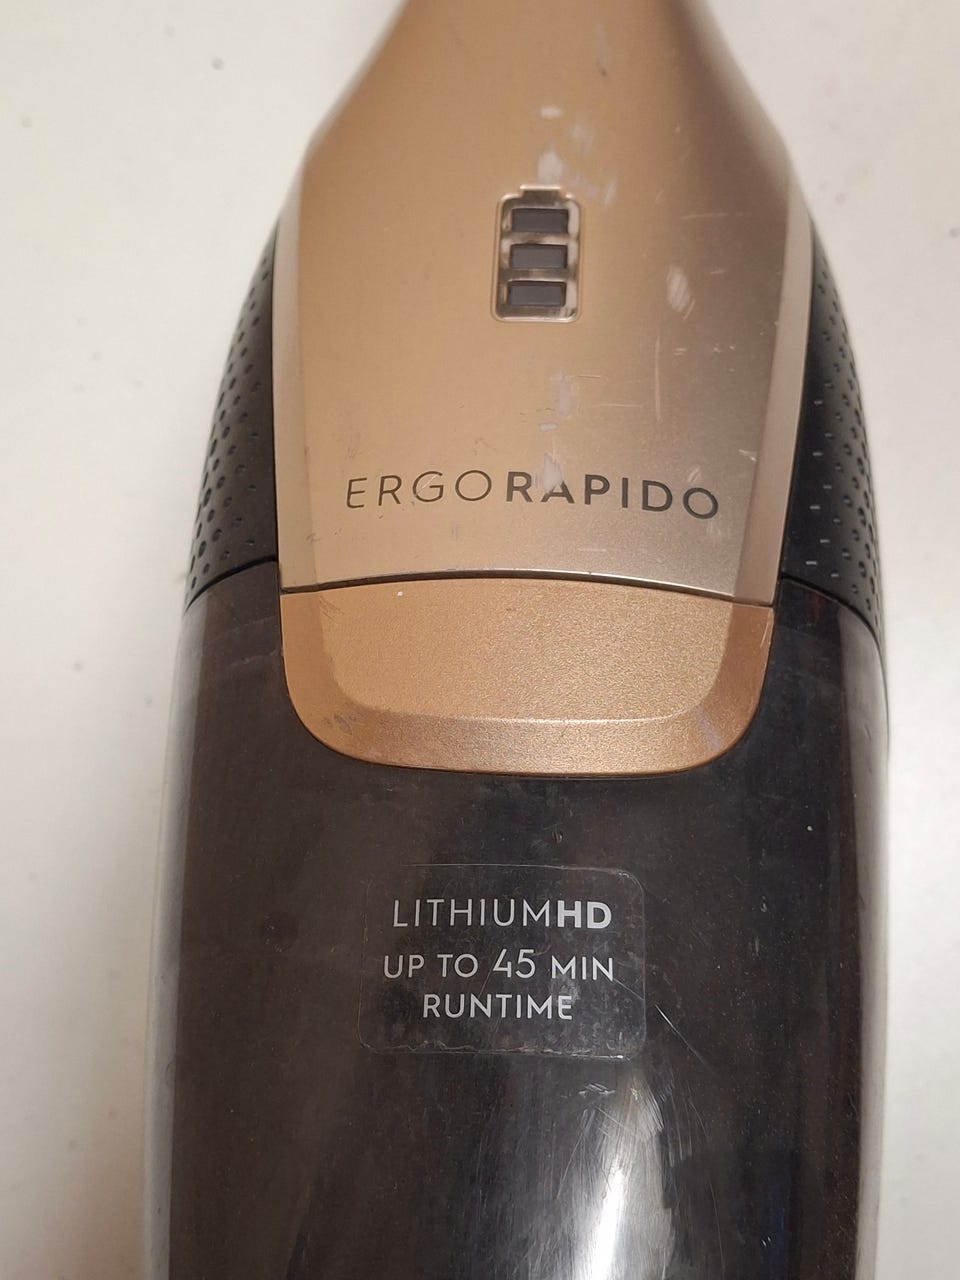 ERGORAPIDO
LITHIUMHD
UP TO 45 MIN
RUNTIME